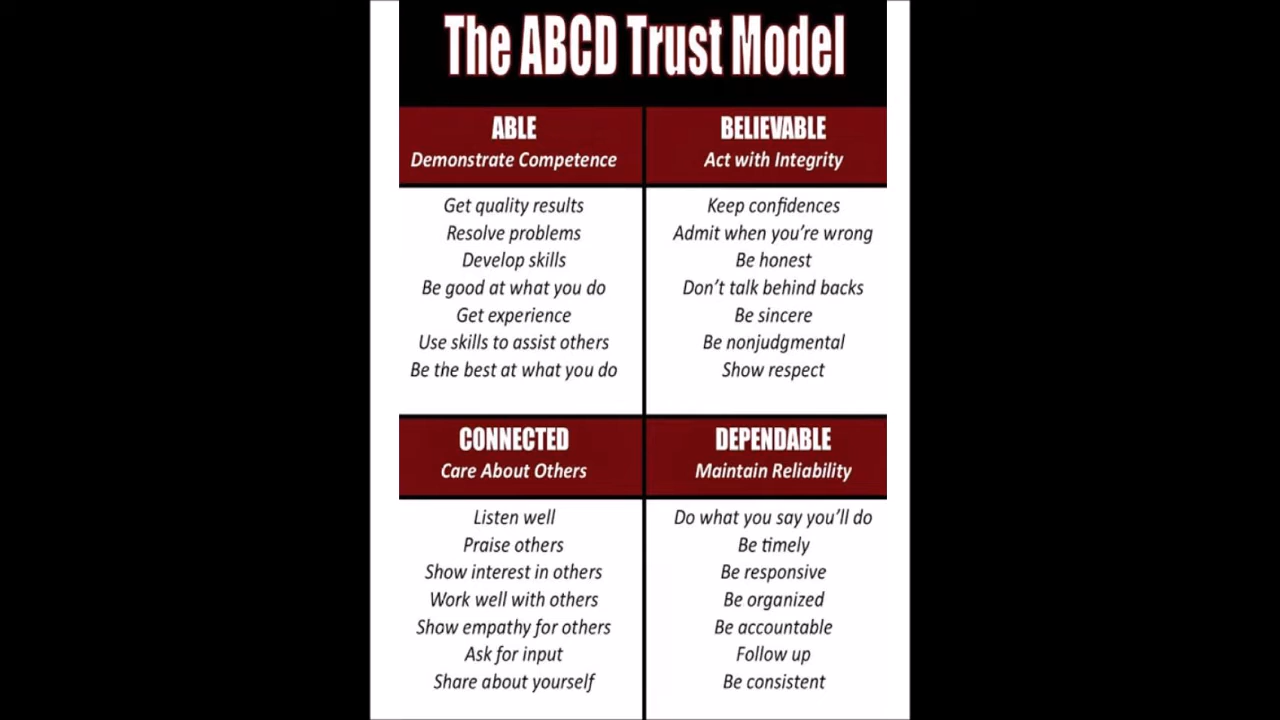 The ABCD Trust Model
ABLE
Demonstrate Competence
Get quality results
Resolve problems
Develop skills
Be good at what you do
Get experience
Use skills to assist others
Be the best at what you do
BELIEVABLE
Act with Integrity
Keep confidences
Admit when you're wrong
Be honest
Don't talk behind backs
Be sincere
Be nonjudgmental
Show respect
CONNECTED
Care About Others
Listen well
Praise others
Show interest in others
Work well with others
Show empathy for others
Ask for input
Share about yourself
DEPENDABLE
Maintain Reliability
Do what you say you'll do
Be timely
Be responsive
Be organized
Be accountable
Follow up
Be consistent